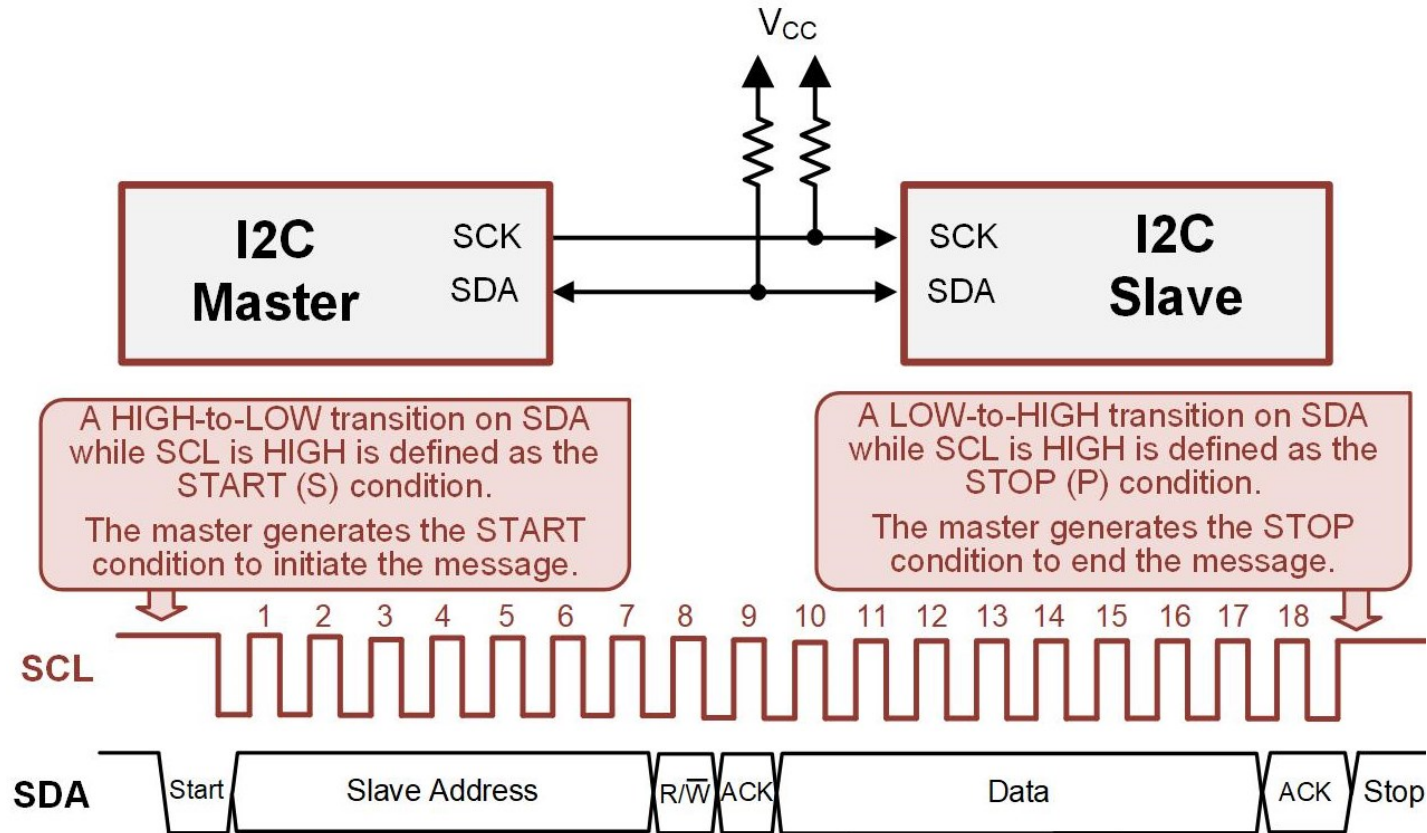 VCC
I2C
Master
SCK
SDA
SCK
SDA
I2C
Slave
A HIGH-to-LOW transition on SDA
while SCL is HIGH is defined as the
START (S) condition.
The master generates the START
condition to initiate the message.
A LOW-to-HIGH transition on SDA
while SCL is HIGH is defined as the
STOP (P) condition.
The master generates the STOP
condition to end the message.
1 2 3 4 5 6 7 8 9 10 11 12 13 14 15 16 17 18
SCL
SDA Start Slave Address R/W̅ ACK Data ACK Stop